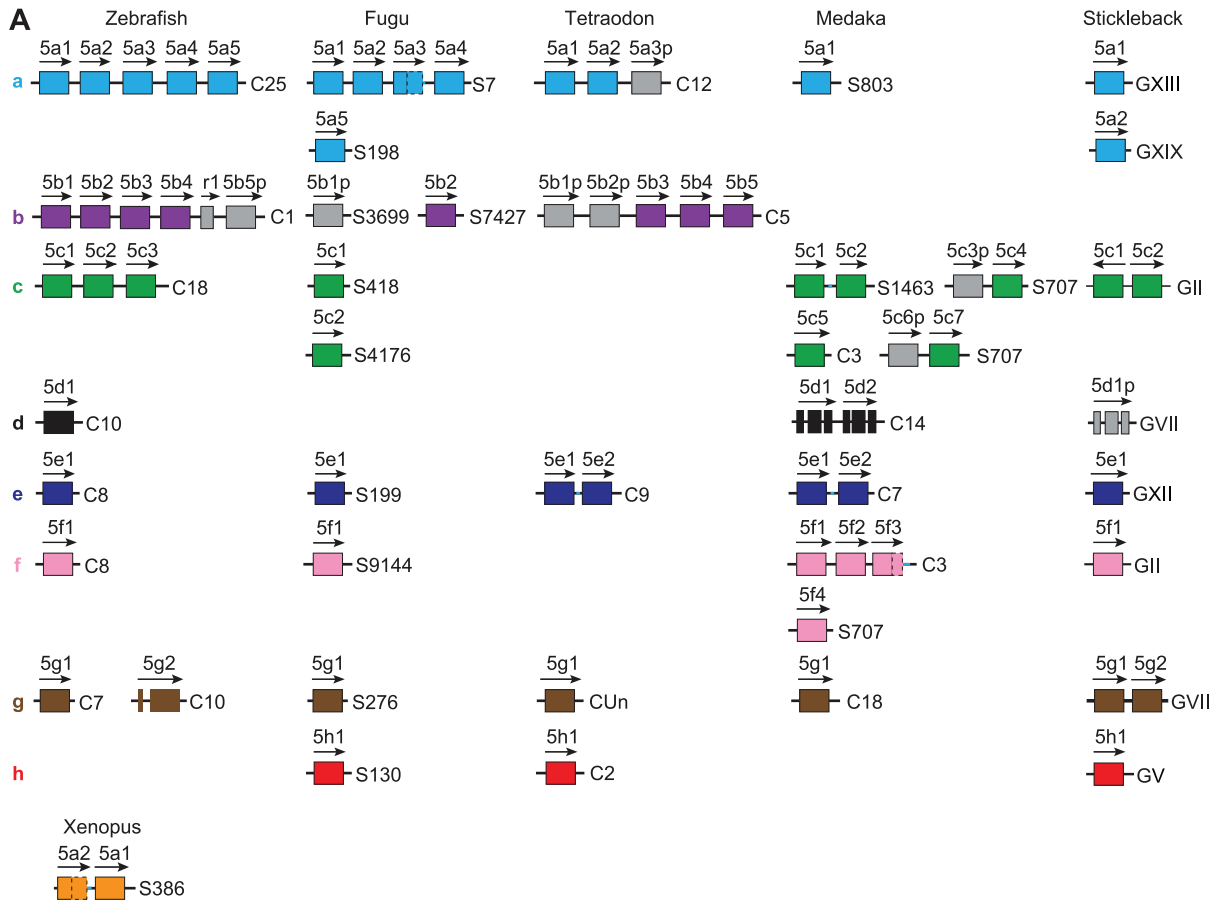 A
Zebrafish Fugu Tetraodon Medaka Stickleback
5a1 5a2 5a3 5a4 5a5 5a1 5a2 5a3 5a4 5a1 5a2 5a3p 5a1 5a1
a C25 S7 C12 S803 GXIII
5a5 5a2
S198 GXIX
5b1 5b2 5b3 5b4 r1 5b5p 5b1p 5b2 5b1p 5b2p 5b3 5b4 5b5
b C1 S3699 S7427 C5
5c1 5c2 5c3 5c1 5c1 5c2 5c3p 5c4 5c1 5c2
c C18 S418 S1463 S707 GII
5c2 5c5 5c6p 5c7
S4176 C3 S707
5d1 5d1 5d2 5d1p
d C10 C14 GVII
5e1 5e1 5e1 5e2 5e1 5e2 5e1
e C8 S199 C9 C7 GXII
5f1 5f1 5f1 5f2 5f3 5f1
f C8 S9144 C3 GII
5f4
S707
5g1 5g2 5g1 5g1 5g1 5g1 5g2
g C7 C10 S276 CUn C18 GVII
5h1 5h1 5h1
h S130 C2 GV
Xenopus
5a2 5a1
S386